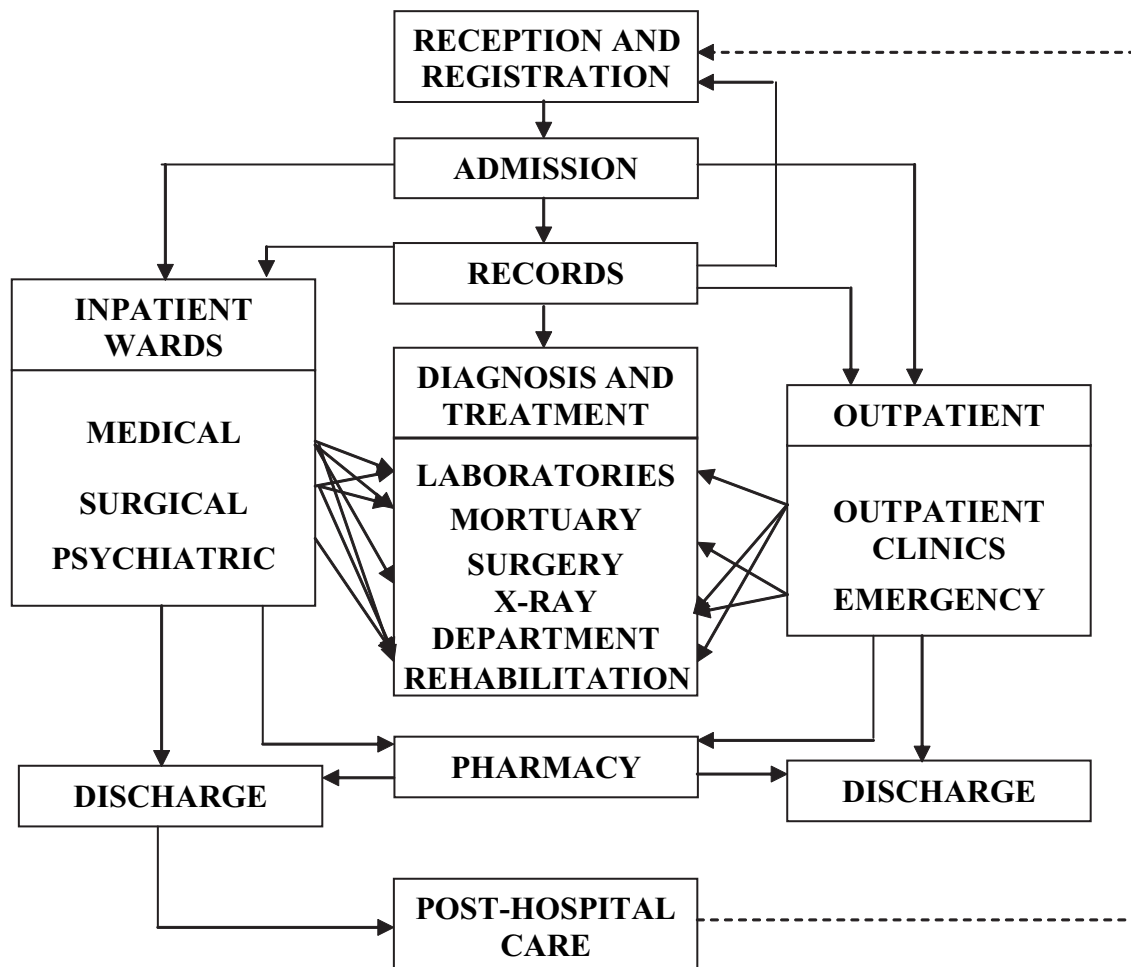 RECEPTION AND
REGISTRATION
ADMISSION
RECORDS
INPATIENT
WARDS
MEDICAL
SURGICAL
PSYCHIATRIC
DIAGNOSIS AND
TREATMENT
LABORATORIES
MORTUARY
SURGERY
X-RAY
DEPARTMENT
REHABILITATION
OUTPATIENT
OUTPATIENT
CLINICS
EMERGENCY
PHARMACY
DISCHARGE
DISCHARGE
POST-HOSPITAL
CARE